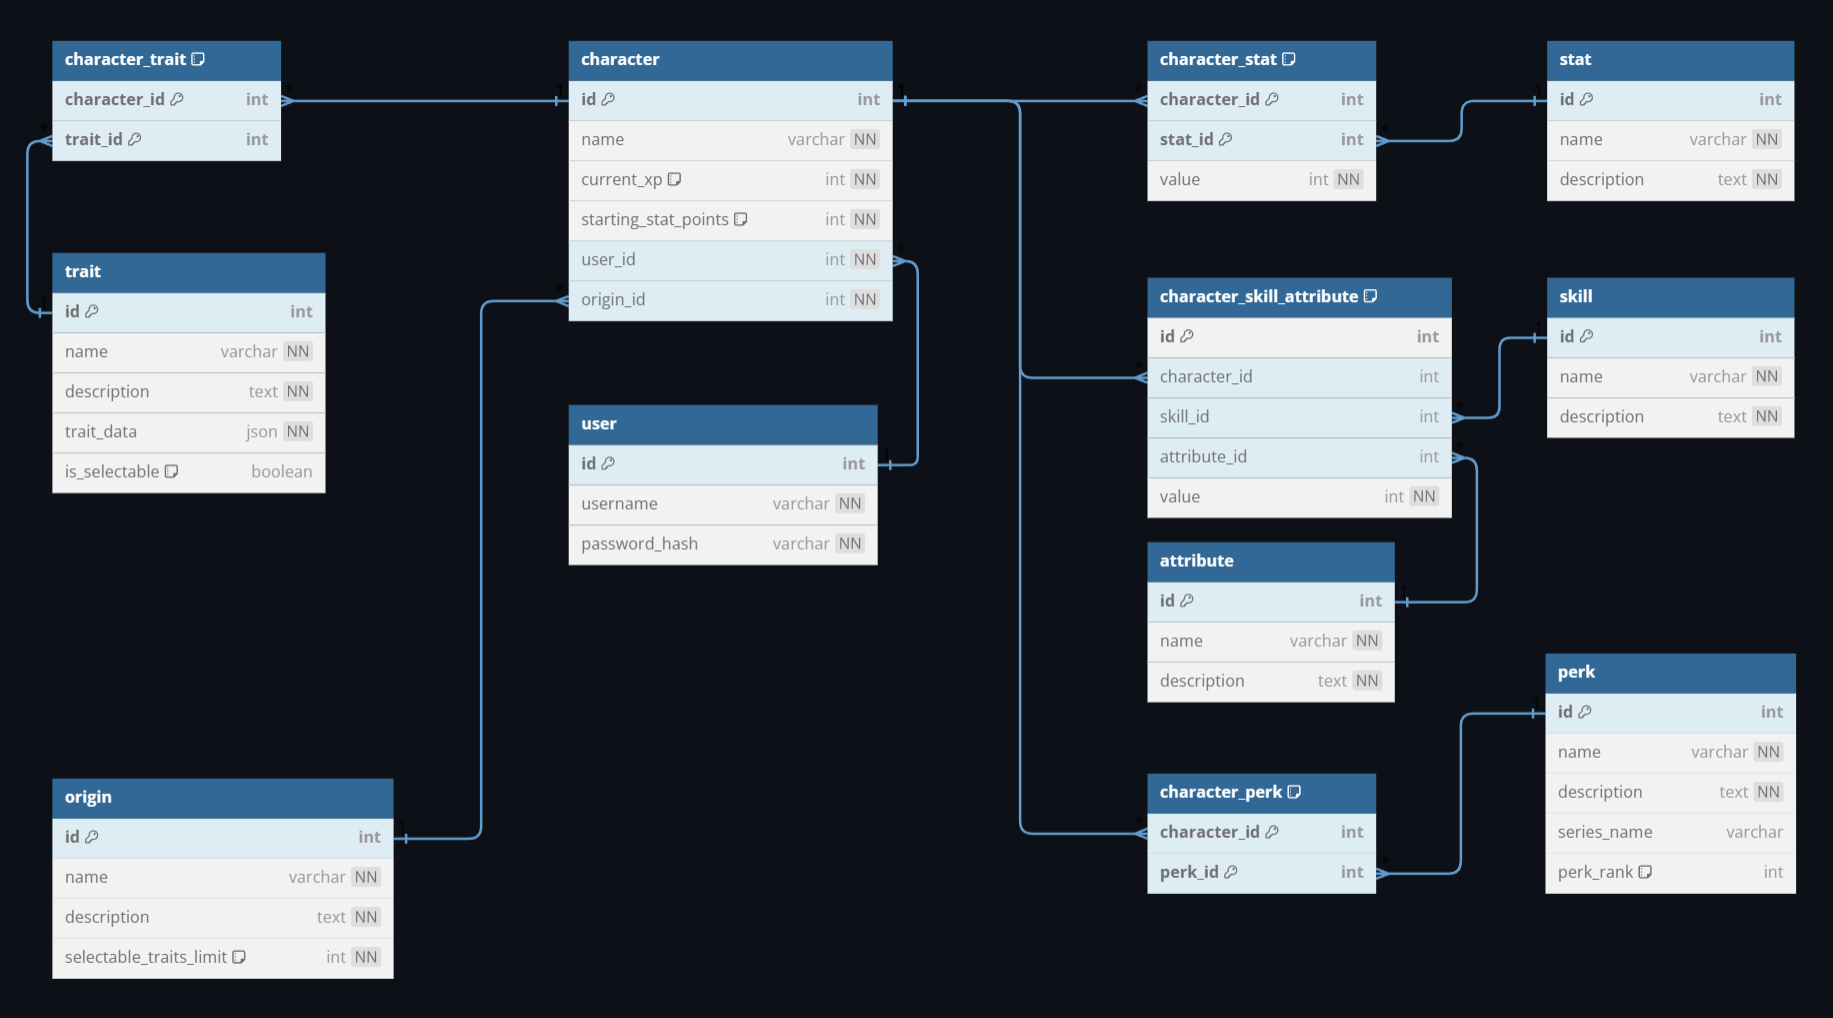 character_trait
character_id int
trait_id int
trait
id int
name varchar NN
description text NN
trait_data json NN
is_selectable boolean
origin
id int
name varchar NN
description text NN
selectable_traits_limit int NN
character
id int
name varchar NN
current_xp int NN
starting_stat_points int NN
user_id int NN
origin_id int NN
user
id int
username varchar NN
password_hash varchar NN
character_stat
character_id int
stat_id int
value int NN
stat
id int
name varchar NN
description text NN
character_skill_attribute
id int
character_id int
skill_id int
attribute_id int
value int NN
skill
id int
name varchar NN
description text NN
attribute
id int
name varchar NN
description text NN
character_perk
character_id int
perk_id int
perk
id int
name varchar NN
description text NN
series_name varchar
perk_rank int